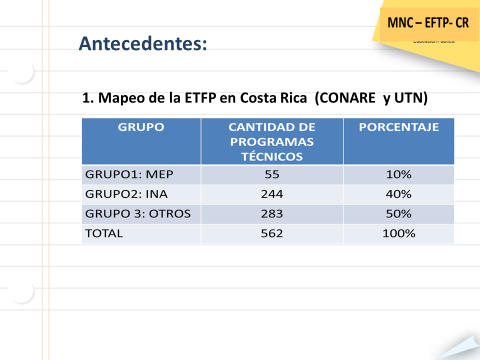 MNC – EFTP- CR
Antecedentes:
1. Mapeo de la ETFP en Costa Rica (CONARE y UTN)
GRUPO CANTIDAD DE PROGRAMAS TÉCNICOS PORCENTAJE
GRUPO1: MEP 55 10%
GRUPO2: INA 244 40%
GRUPO 3: OTROS 283 50%
TOTAL 562 100%